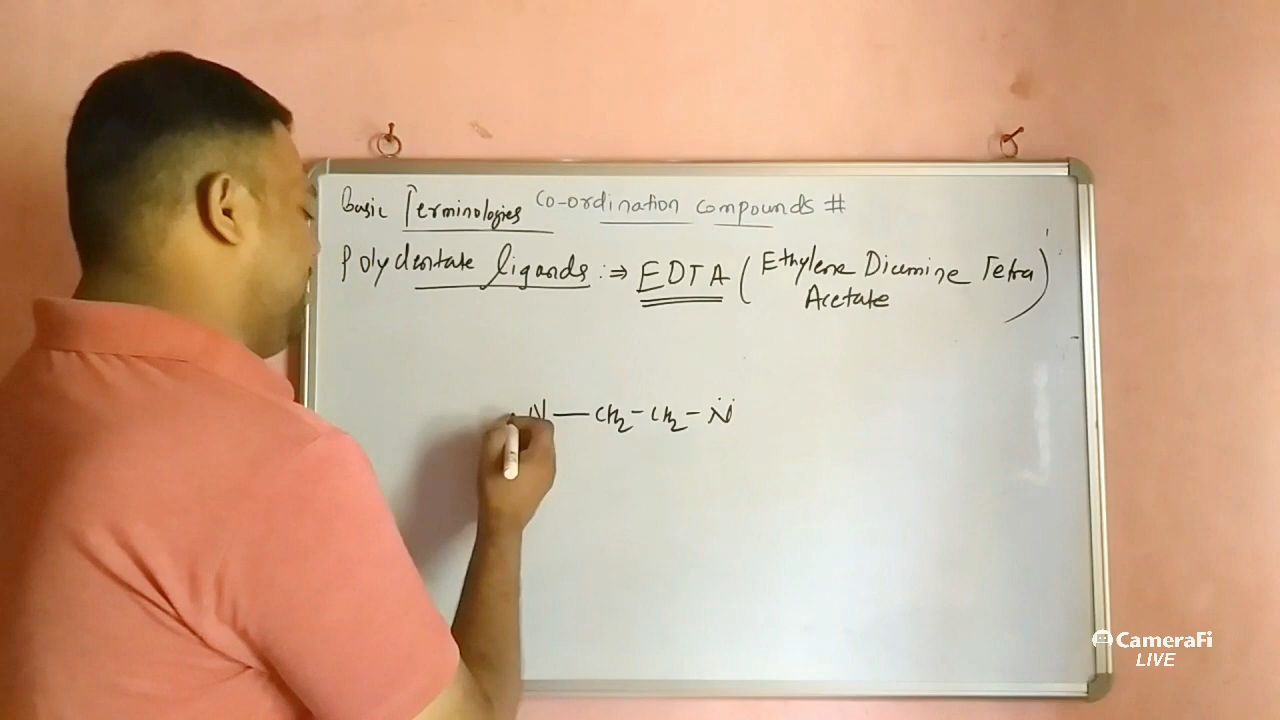 Basic Terminologies Co-ordination compounds #
Polydentate ligands :⇒ EDTA (Ethylene Diamine Tetra
Acetate)
N—CH2-CH2-N̈
CameraFi
LIVE